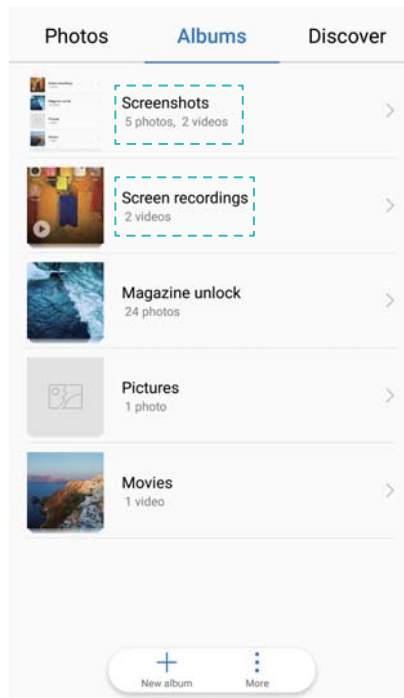 Photos Albums Discover
Screenshots
5 photos, 2 videos
Screen recordings
2 videos
Magazine unlock
24 photos
Pictures
1 photo
Movies
1 video
New album More